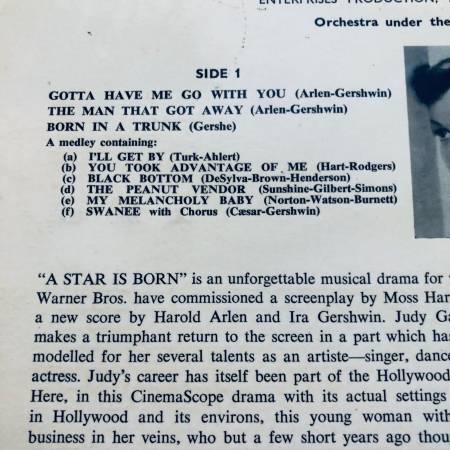 ENTERPRISES PRODUCTION,
Orchestra under the
SIDE 1
GOTTA HAVE ME GO WITH YOU (Arlen-Gershwin)
THE MAN THAT GOT AWAY (Arlen-Gershwin)
BORN IN A TRUNK (Gershe)
A medley containing:
(a) I'LL GET BY (Turk-Ahlert)
(b) YOU TOOK ADVANTAGE OF ME (Hart-Rodgers)
(c) BLACK BOTTOM (DeSylva-Brown-Henderson)
(d) THE PEANUT VENDOR (Sunshine-Gilbert-Simons)
(e) MY MELANCHOLY BABY (Norton-Watson-Burnett)
(f) SWANEE with Chorus (Cæsar-Gershwin)
"A STAR IS BORN" is an unforgettable musical drama for
Warner Bros. have commissioned a screenplay by Moss Har
a new score by Harold Arlen and Ira Gershwin. Judy Ga
makes a triumphant return to the screen in a part which has
modelled for her several talents as an artiste—singer, danc
actress. Judy's career has itself been part of the Hollywood
Here, in this CinemaScope drama with its actual settings
in Hollywood and its environs, this young woman with
business in her veins, who but a few short years ago thou